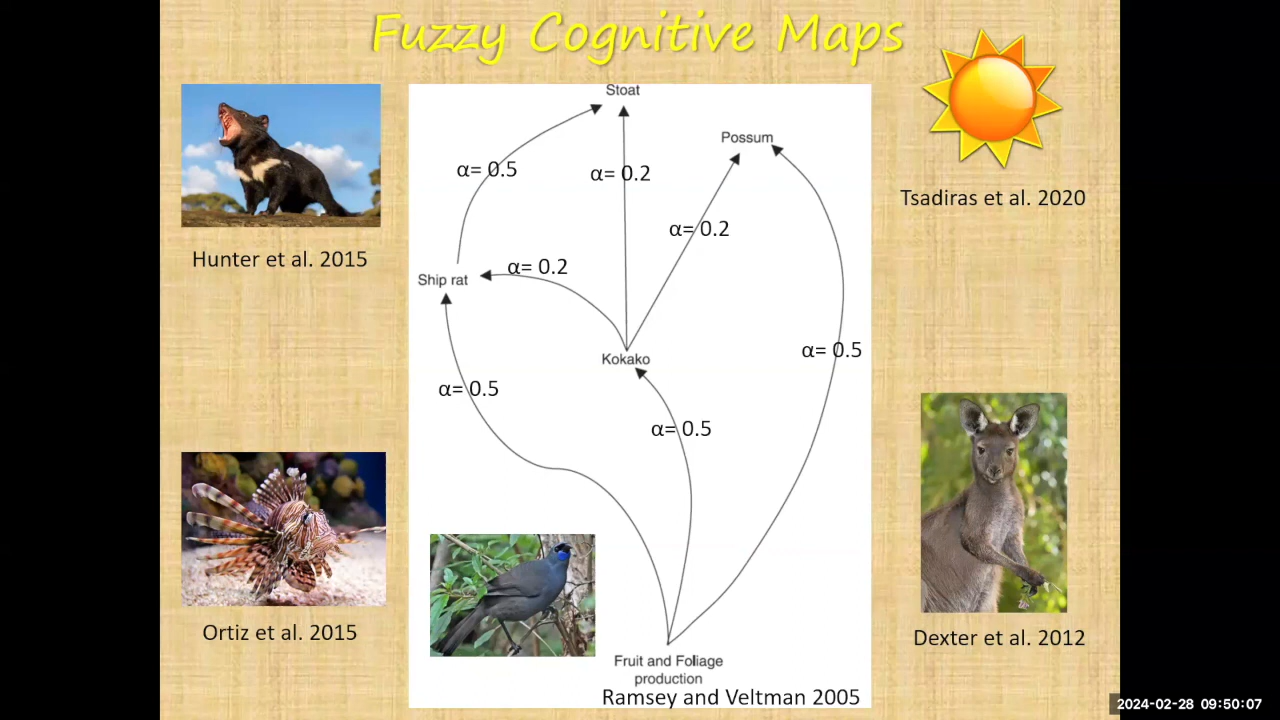 Fuzzy Cognitive Maps
Stoat
Possum
α= 0.5
α= 0.2
Tsadiras et al. 2020
α= 0.2
Hunter et al. 2015
α= 0.2
Ship rat
α= 0.5
Kokako
α= 0.5
α= 0.5
Ortiz et al. 2015
Dexter et al. 2012
Fruit and Foliage
production
Ramsey and Veltman 2005
2024-02-28 09:50:07